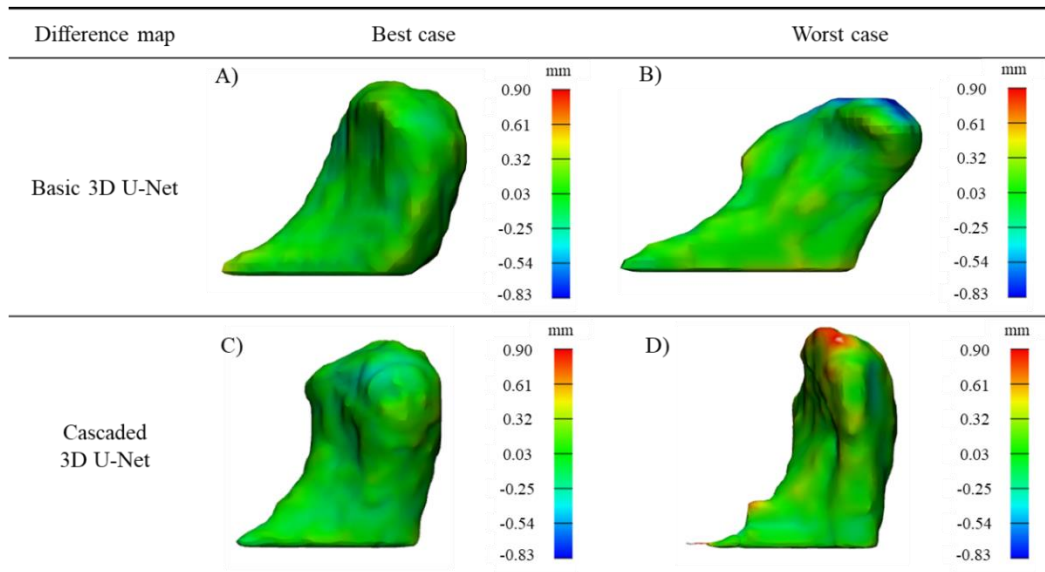 Difference map
Best case
Worst case
Basic 3D U-Net
A)
mm
0.90
0.61
0.32
0.03
-0.25
-0.54
-0.83
B)
mm
0.90
0.61
0.32
0.03
-0.25
-0.54
-0.83
Cascaded
3D U-Net
C)
mm
0.90
0.61
0.32
0.03
-0.25
-0.54
-0.83
D)
mm
0.90
0.61
0.32
0.03
-0.25
-0.54
-0.83